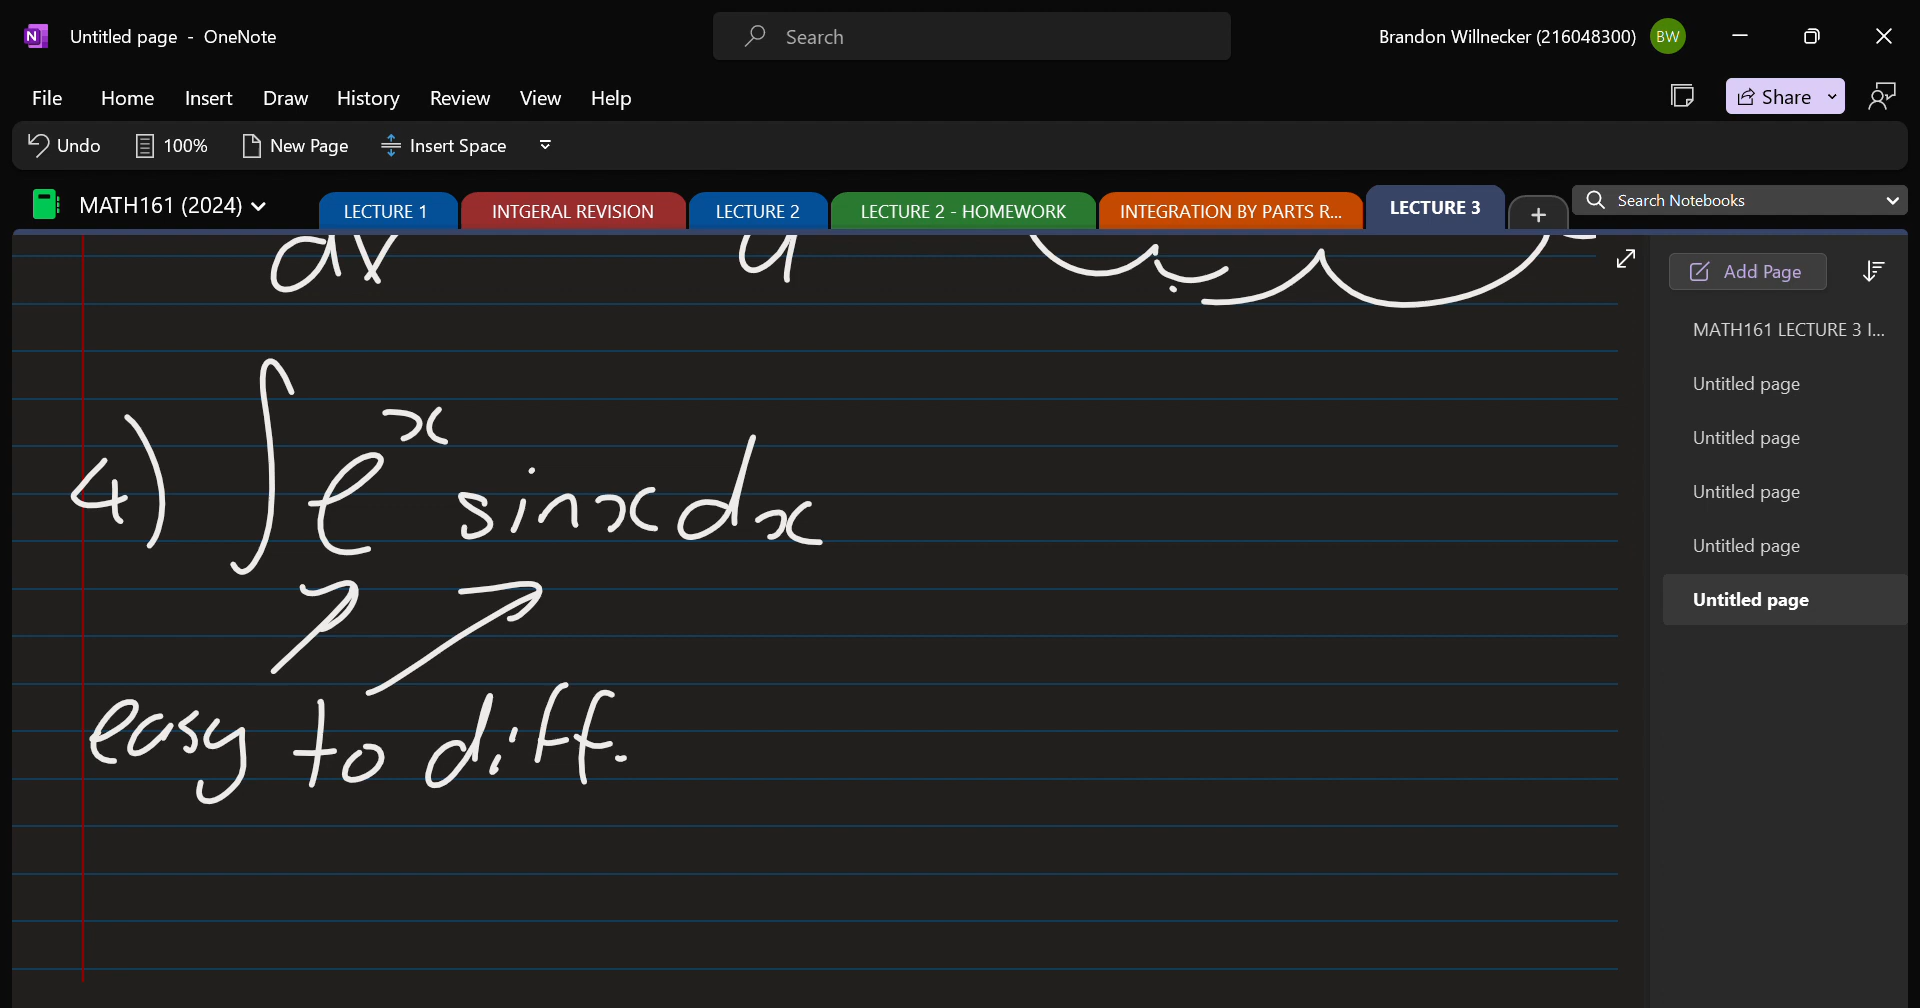 Untitled page - OneNote
Search
Brandon Willnecker (216048300)
BW
File Home Insert Draw History Review View Help
Share
Undo 100% New Page Insert Space
MATH161 (2024)
LECTURE 1
INTGERAL REVISION
LECTURE 2
LECTURE 2 - HOMEWORK
INTEGRATION BY PARTS R...
LECTURE 3
+
Search Notebooks
Add Page
MATH161 LECTURE 3 I...
Untitled page
Untitled page
Untitled page
Untitled page
Untitled page
4) ∫ eˣ sinx dx
easy to diff.